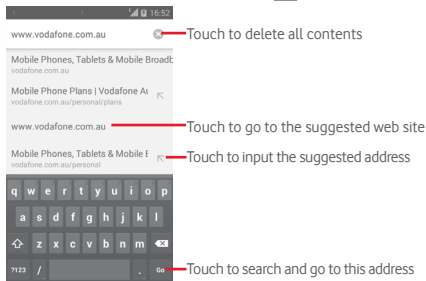 16:52
www.vodafone.com.au
Touch to delete all contents
Mobile Phones, Tablets & Mobile Broadb
vodafone.com.au
Mobile Phone Plans | Vodafone Au
vodafone.com.au/personal/plans
www.vodafone.com.au
Touch to go to the suggested web site
Mobile Phones, Tablets & Mobile E
vodafone.com.au/personal
Touch to input the suggested address
q w e r t y u i o p
a s d f g h j k l
z x c v b n m
?123 / . Go
Touch to search and go to this address